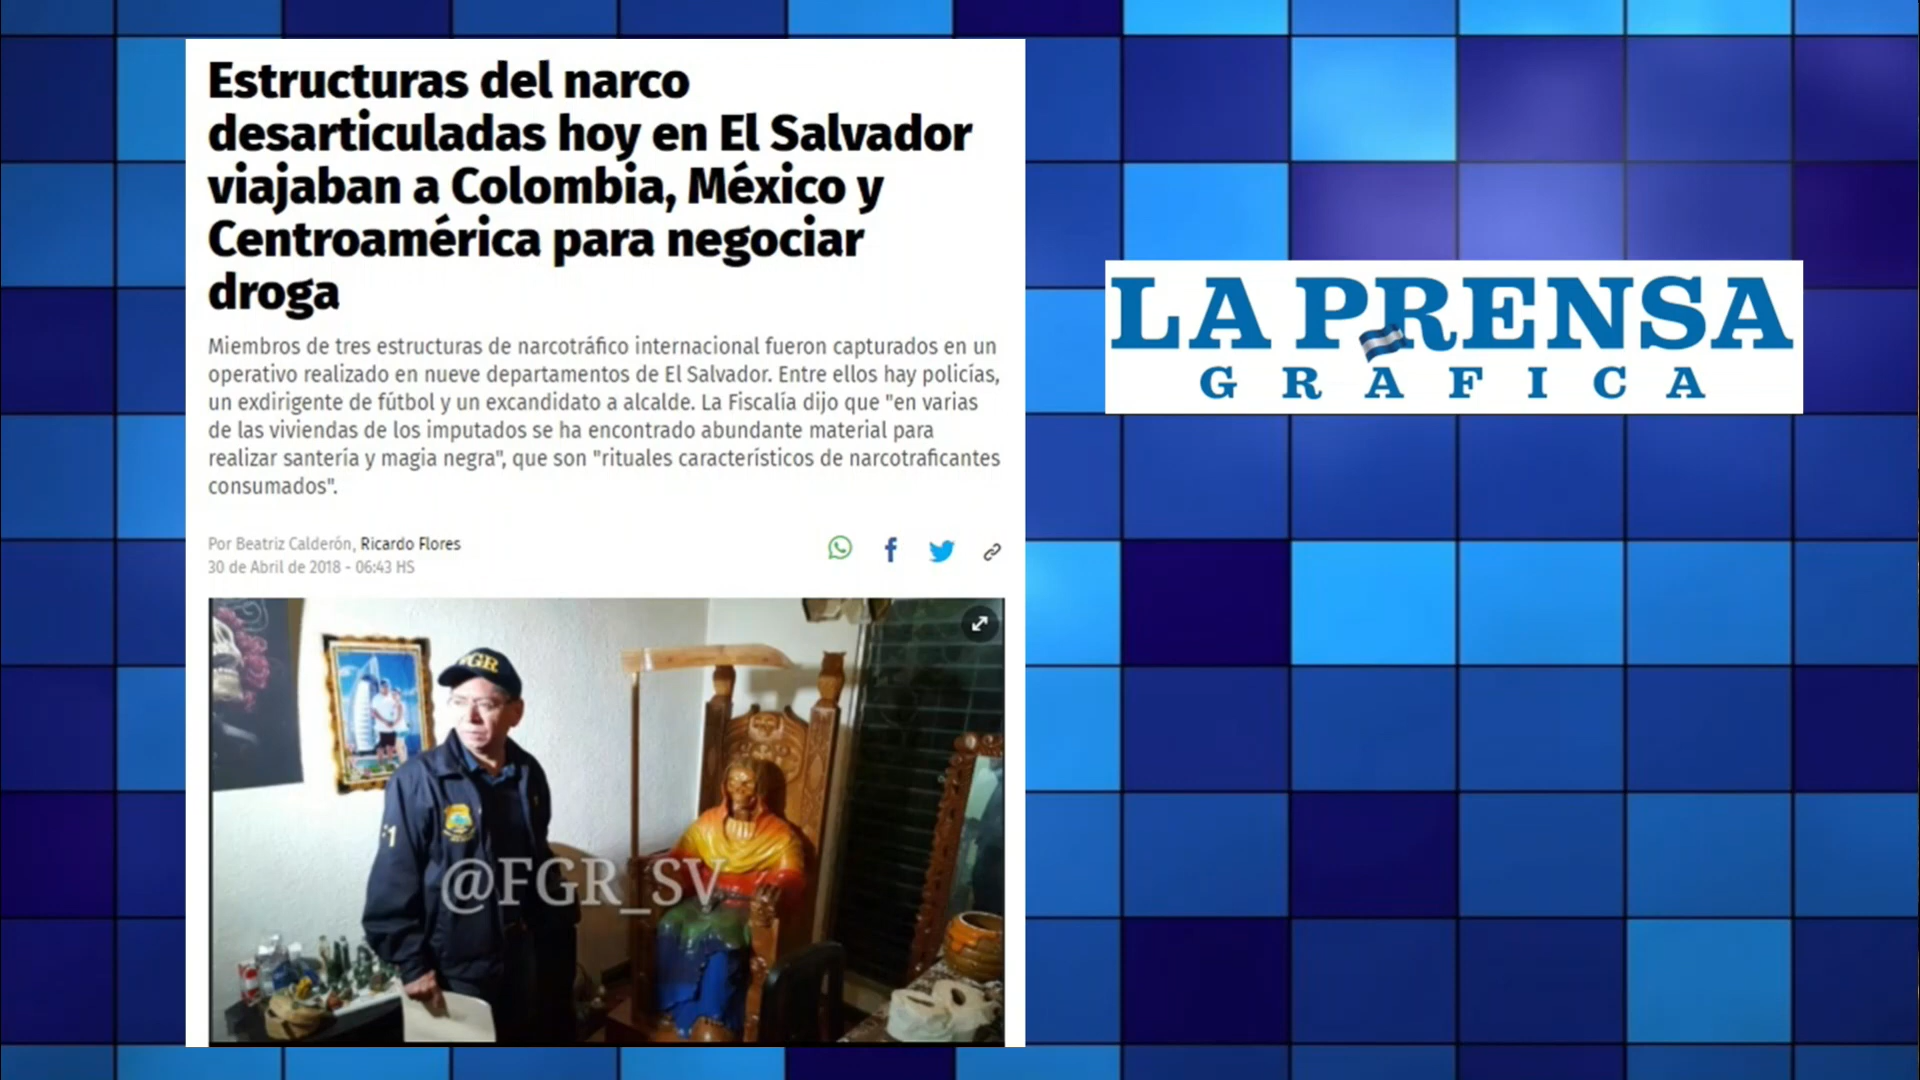 Estructuras del narco
desarticuladas hoy en El Salvador
viajaban a Colombia, México y
Centroamérica para negociar
droga
Miembros de tres estructuras de narcotráfico internacional fueron capturados en un
operativo realizado en nueve departamentos de El Salvador. Entre ellos hay policías,
un exdirigente de fútbol y un excandidato a alcalde. La Fiscalía dijo que "en varias
de las viviendas de los imputados se ha encontrado abundante material para
realizar santería y magia negra", que son "rituales característicos de narcotraficantes
consumados".
Por Beatriz Calderón, Ricardo Flores
30 de Abril de 2018 - 06:43 HS
FGR
@FGR_SV
LA PRENSA
GRAFICA